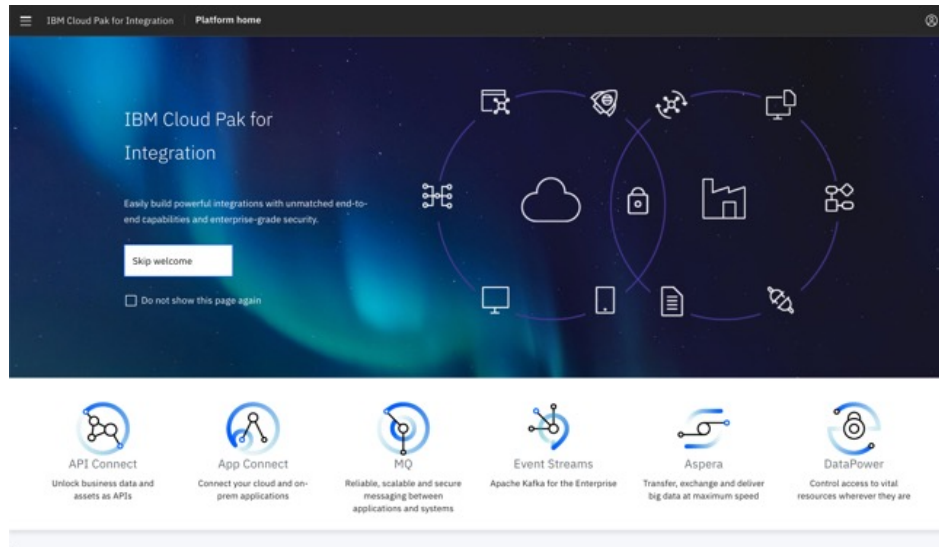 IBM Cloud Pak for Integration
Platform home
IBM Cloud Pak for
Integration
Easily build powerful integrations with unmatched end-to-
end capabilities and enterprise-grade security.
Skip welcome
Do not show this page again
API Connect
Unlock business data and
assets as APIs
App Connect
Connect your cloud and on-
prem applications
MQ
Reliable, scalable and secure
messaging between
applications and systems
Event Streams
Apache Kafka for the Enterprise
Aspera
Transfer, exchange and deliver
big data at maximum speed
DataPower
Control access to vital
resources wherever they are